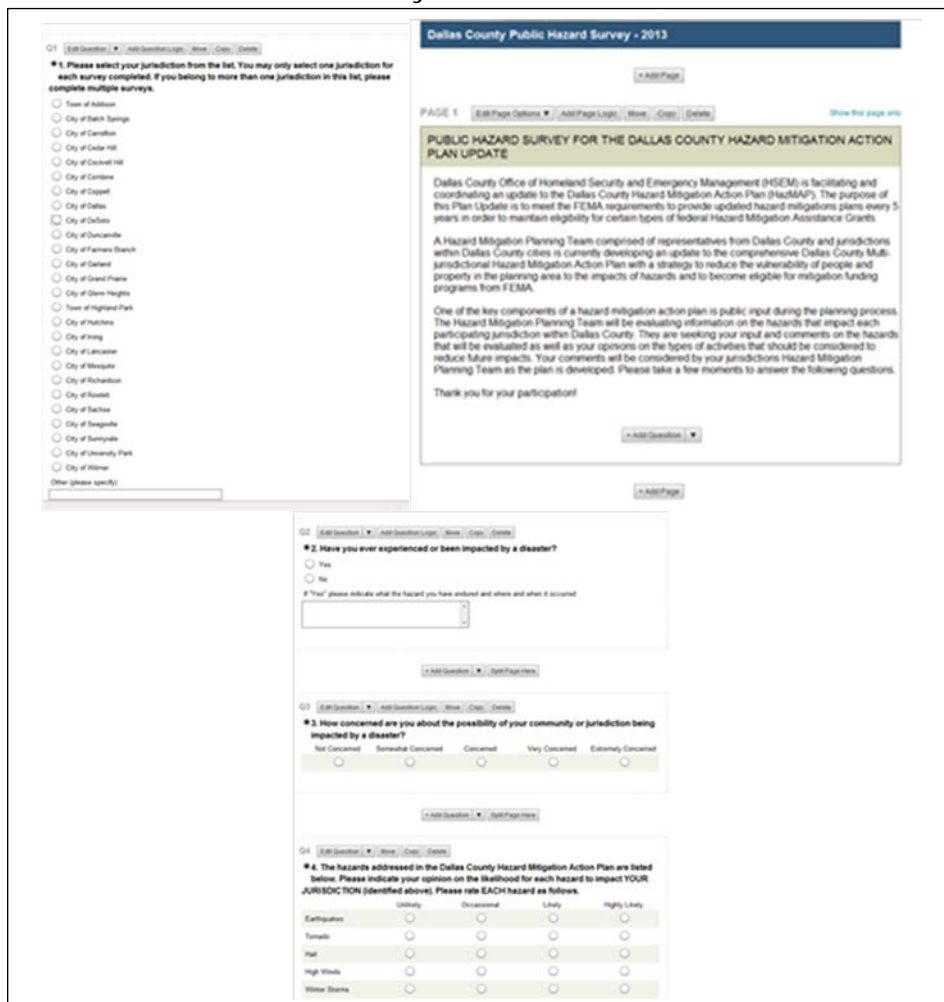 Dallas County Public Hazard Survey - 2013
+ Add Page
PAGE 1 Edit Page Options ▼ Add Page Logic Move Copy Delete Show this page only
PUBLIC HAZARD SURVEY FOR THE DALLAS COUNTY HAZARD MITIGATION ACTION
PLAN UPDATE
Dallas County Office of Homeland Security and Emergency Management (HSEM) is facilitating and
coordinating an update to the Dallas County Hazard Mitigation Action Plan (HazMAP). The purpose of
this Plan Update is to meet the FEMA requirements to provide updated hazard mitigations plans every 5
years in order to maintain eligibility for certain types of federal Hazard Mitigation Assistance Grants
A Hazard Mitigation Planning Team comprised of representatives from Dallas County and jurisdictions
within Dallas County cities is currently developing an update to the comprehensive Dallas County Multi-
jurisdictional Hazard Mitigation Action Plan with a strategy to reduce the vulnerability of people and
property in the planning area to the impacts of hazards and to become eligible for mitigation funding
programs from FEMA.
One of the key components of a hazard mitigation action plan is public input during the planning process.
The Hazard Mitigation Planning Team will be evaluating information on the hazards that impact each
participating jurisdiction within Dallas County. They are seeking your input and comments on the hazards
that will be evaluated as well as your opinions on the types of activities that should be considered to
reduce future impacts. Your comments will be considered by your jurisdictions Hazard Mitigation
Planning Team as the plan is developed. Please take a few moments to answer the following questions.
Thank you for your participation!
+ Add Question ▼
+ Add Page
Q1 Edit Question ▼ Add Question Logic Move Copy Delete
*1. Please select your jurisdiction from the list. You may only select one jurisdiction for
each survey completed. If you belong to more than one jurisdiction in this list, please
complete multiple surveys.
Town of Addison
City of Balch Springs
City of Carrollton
City of Cedar Hill
City of Cockrell Hill
City of Combine
City of Coppell
City of Dallas
City of DeSoto
City of Duncanville
City of Farmers Branch
City of Garland
City of Grand Prairie
City of Glenn Heights
Town of Highland Park
City of Hutchins
City of Irving
City of Lancaster
City of Mesquite
City of Richardson
City of Rowlett
City of Sachse
City of Seagoville
City of Sunnyvale
City of University Park
City of Wilmer
Other (please specify)
Q2 Edit Question ▼ Add Question Logic Move Copy Delete
*2. Have you ever experienced or been impacted by a disaster?
Yes
No
If "Yes" please indicate what the hazard you have endured and where and when it occurred
+ Add Question ▼ Split Page Here
Q3 Edit Question ▼ Add Question Logic Move Copy Delete
*3. How concerned are you about the possibility of your community or jurisdiction being
impacted by a disaster?
Not Concerned Somewhat Concerned Concerned Very Concerned Extremely Concerned
+ Add Question ▼ Split Page Here
Q4 Edit Question ▼ Move Copy Delete
*4. The hazards addressed in the Dallas County Hazard Mitigation Action Plan are listed
below. Please indicate your opinion on the likelihood for each hazard to impact YOUR
JURISDICTION (identified above). Please rate EACH hazard as follows.
Unlikely Occasional Likely Highly Likely
Earthquakes
Tornado
Hail
High Winds
Winter Storms